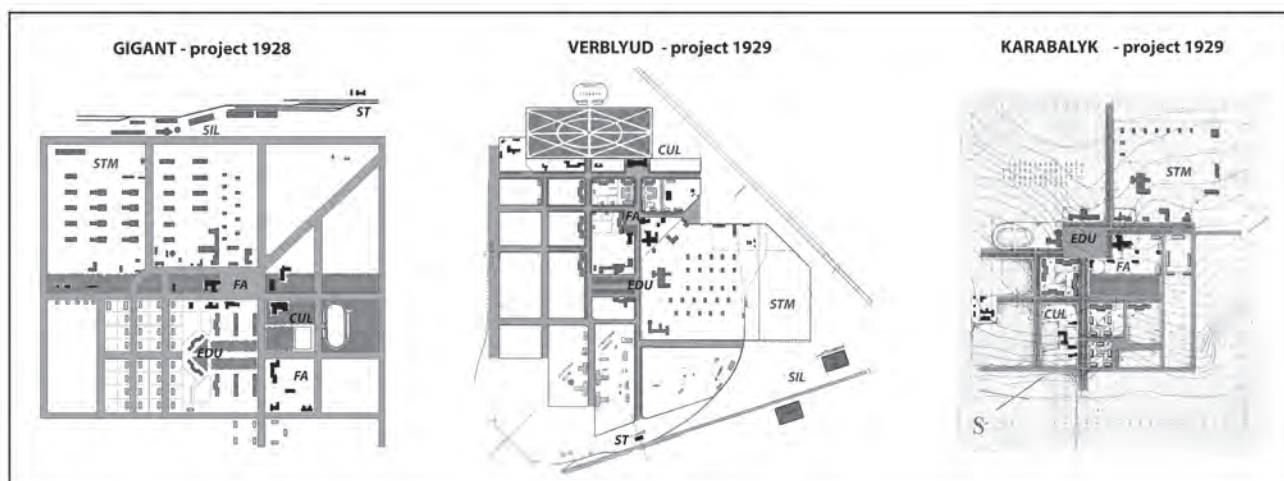 GIGANT - project 1928
ST
SIL
STM
FA
CUL
EDU
FA
VERBLYUD - project 1929
CUL
FA
EDU
STM
SIL
ST
KARABALYK - project 1929
STM
EDU
FA
CUL
S